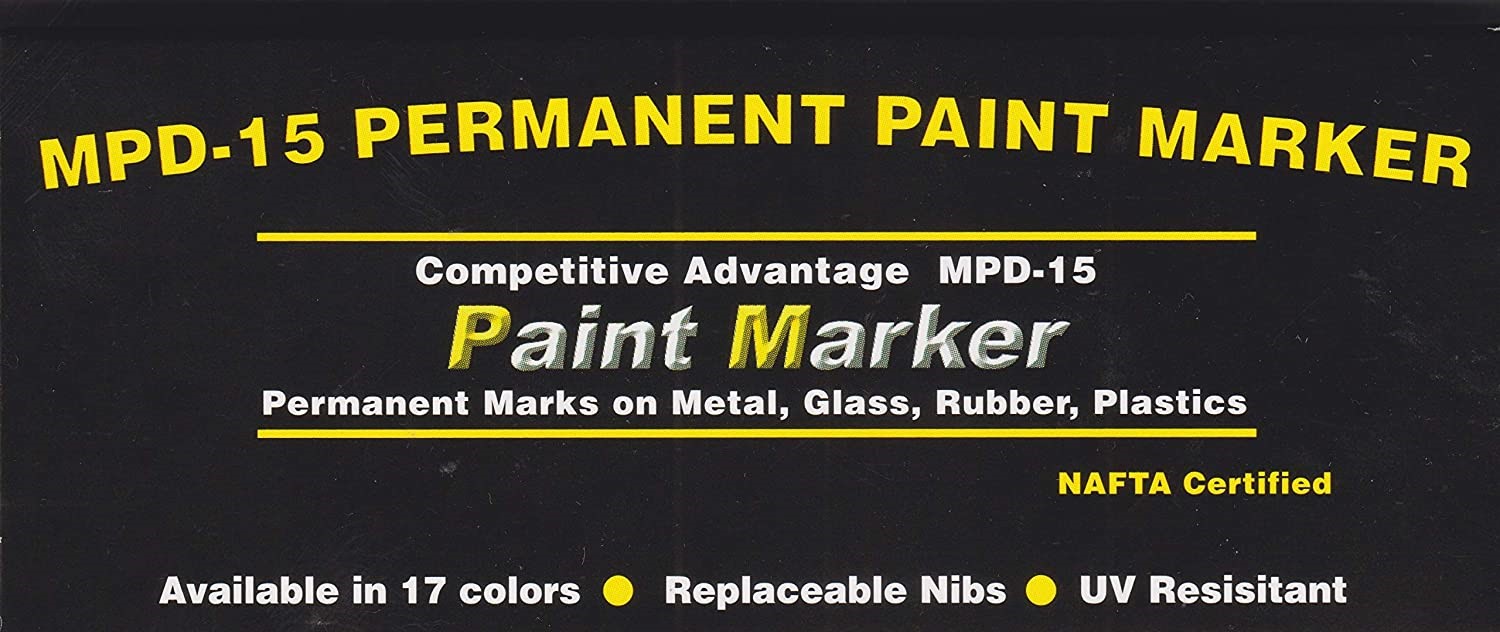 MPD-15 PERMANENT PAINT MARKER
Competitive Advantage MPD-15
Paint Marker
Permanent Marks on Metal, Glass, Rubber, Plastics
NAFTA Certified
Available in 17 colors ● Replaceable Nibs ● UV Resisitant